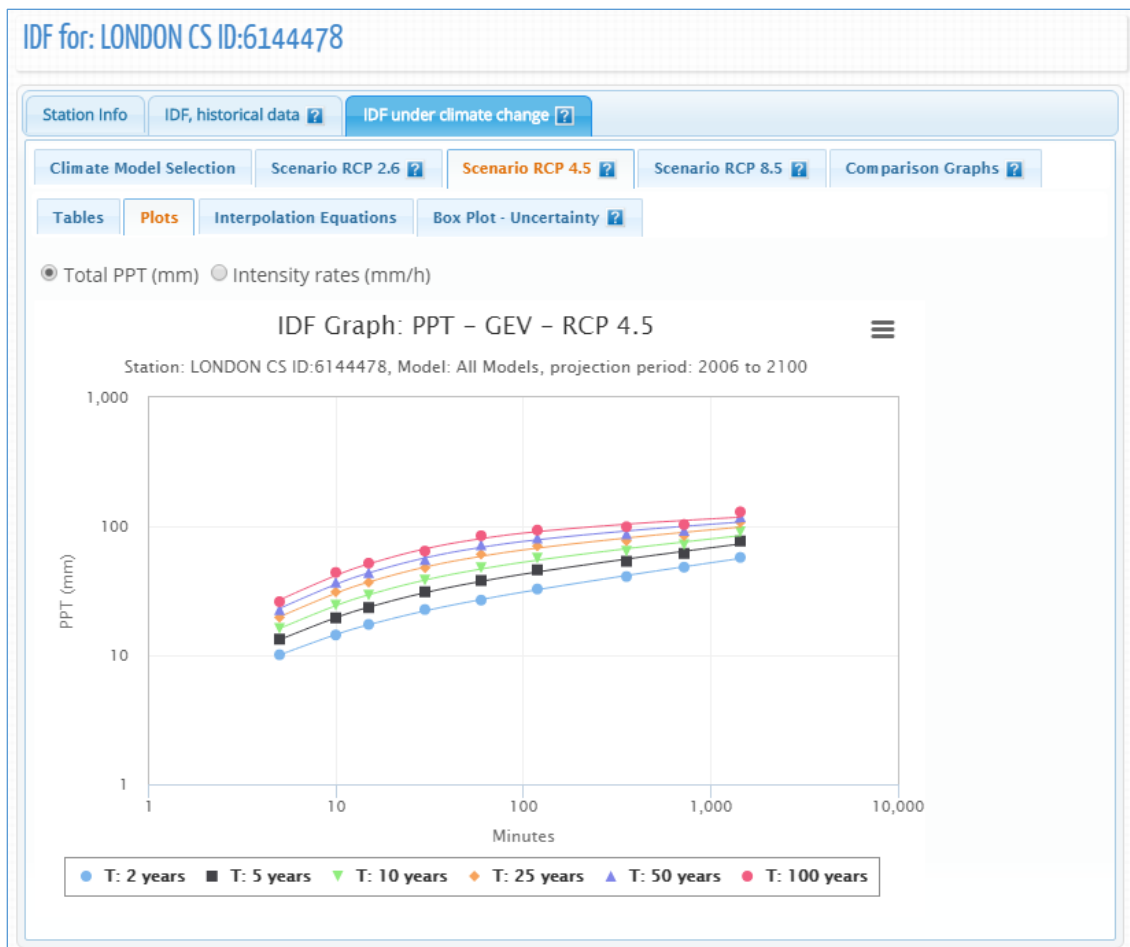 IDF for: LONDON CS ID:6144478
Station Info IDF, historical data ? IDF under climate change ?
Climate Model Selection Scenario RCP 2.6 ? Scenario RCP 4.5 ? Scenario RCP 8.5 ? Comparison Graphs ?
Tables Plots Interpolation Equations Box Plot - Uncertainty ?
Total PPT (mm) Intensity rates (mm/h)
IDF Graph: PPT – GEV – RCP 4.5
Station: LONDON CS ID:6144478, Model: All Models, projection period: 2006 to 2100
1,000
100
10
1
PPT (mm)
1 10 100 1,000 10,000
Minutes
T: 2 years T: 5 years T: 10 years T: 25 years T: 50 years T: 100 years